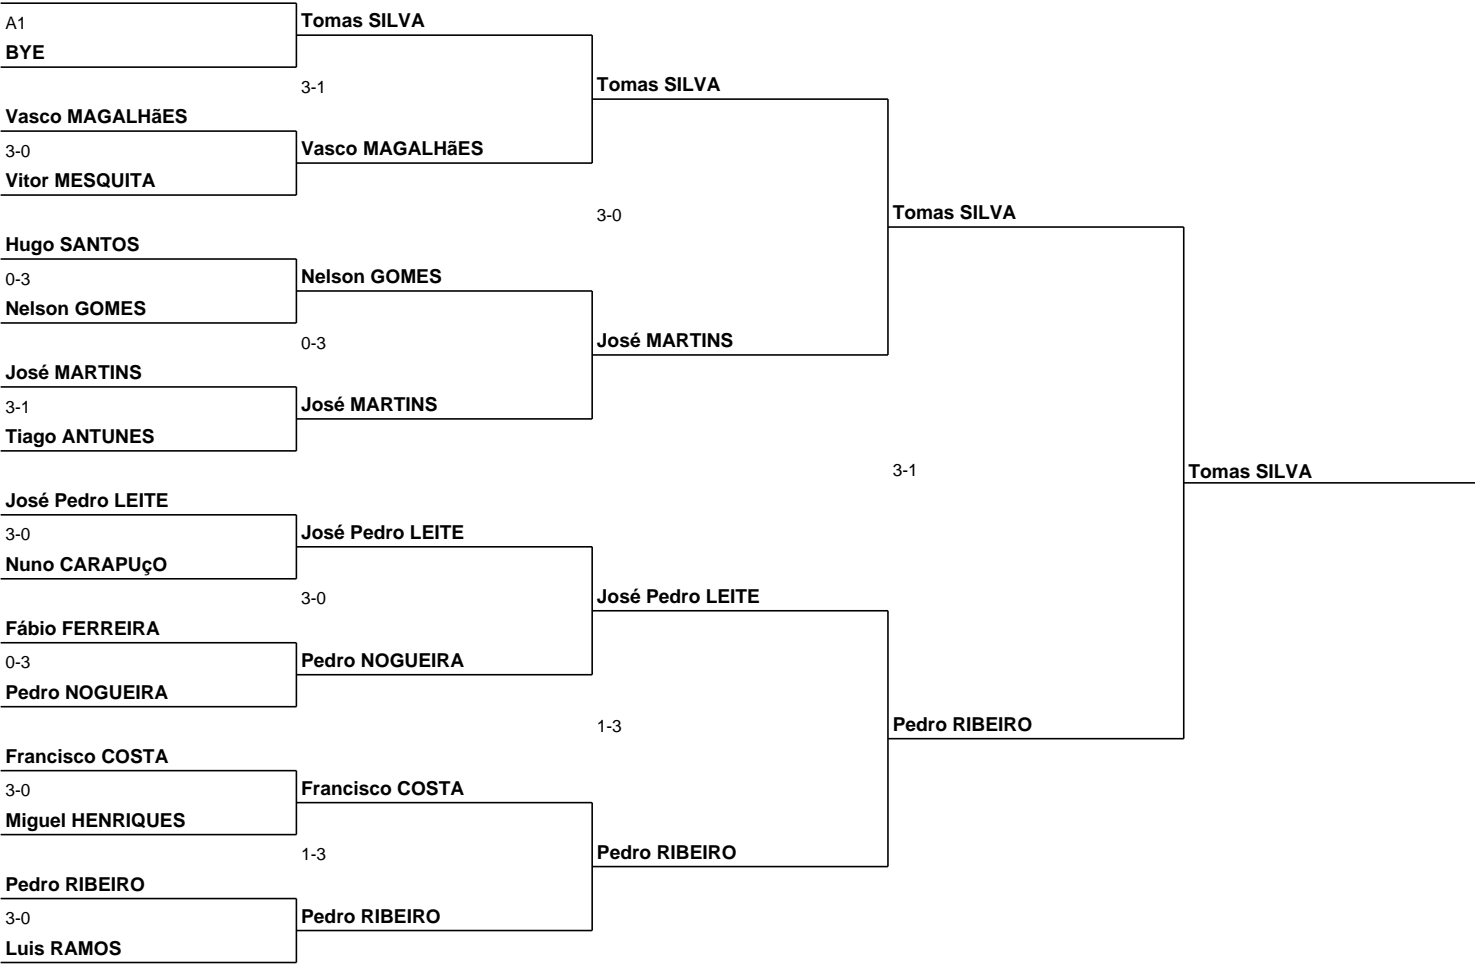 A1
BYE
Vasco MAGALHãES
3-0
Vitor MESQUITA
Hugo SANTOS
0-3
Nelson GOMES
José MARTINS
3-1
Tiago ANTUNES
José Pedro LEITE
3-0
Nuno CARAPUçO
Fábio FERREIRA
0-3
Pedro NOGUEIRA
Francisco COSTA
3-0
Miguel HENRIQUES
Pedro RIBEIRO
3-0
Luis RAMOS
Tomas SILVA
3-1
Vasco MAGALHãES
Nelson GOMES
0-3
José MARTINS
José Pedro LEITE
3-0
Pedro NOGUEIRA
Francisco COSTA
1-3
Pedro RIBEIRO
Tomas SILVA
3-0
José MARTINS
José Pedro LEITE
1-3
Pedro RIBEIRO
Tomas SILVA
3-1
Pedro RIBEIRO
Tomas SILVA